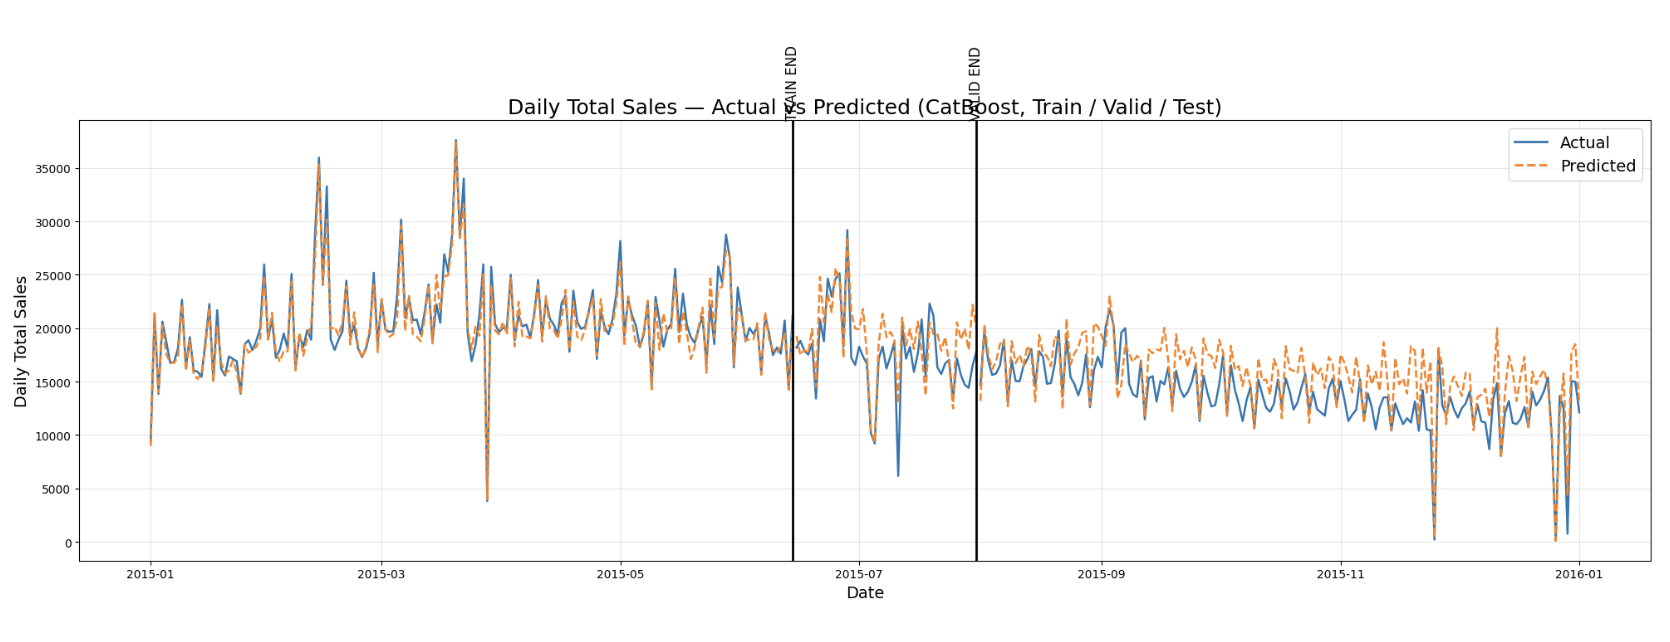 TRAIN END
VALID END
Daily Total Sales — Actual vs Predicted (CatBoost, Train / Valid / Test)
Actual
Predicted
Daily Total Sales
35000
30000
25000
20000
15000
10000
5000
0
2015-01
2015-03
2015-05
2015-07
2015-09
2015-11
2016-01
Date